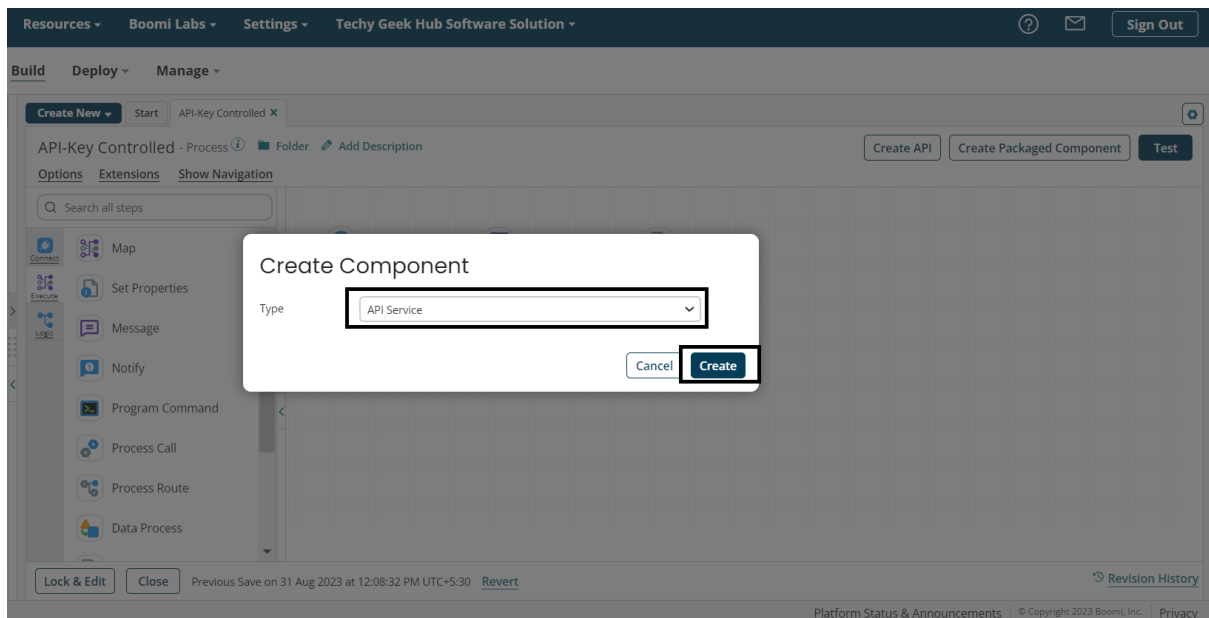 Resources Boomi Labs Settings Techy Geek Hub Software Solution Sign Out
Build Deploy Manage
Create New Start API-Key Controlled
API-Key Controlled - Process Folder Add Description Create API Create Packaged Component Test
Options Extensions Show Navigation
Search all steps
Connect
Execute
Logic
Map
Set Properties
Message
Notify
Program Command
Process Call
Process Route
Data Process
Create Component
Type API Service
Cancel Create
Lock & Edit Close Previous Save on 31 Aug 2023 at 12:08:32 PM UTC+5:30 Revert Revision History
Platform Status & Announcements © Copyright 2023 Boomi, Inc. Privacy